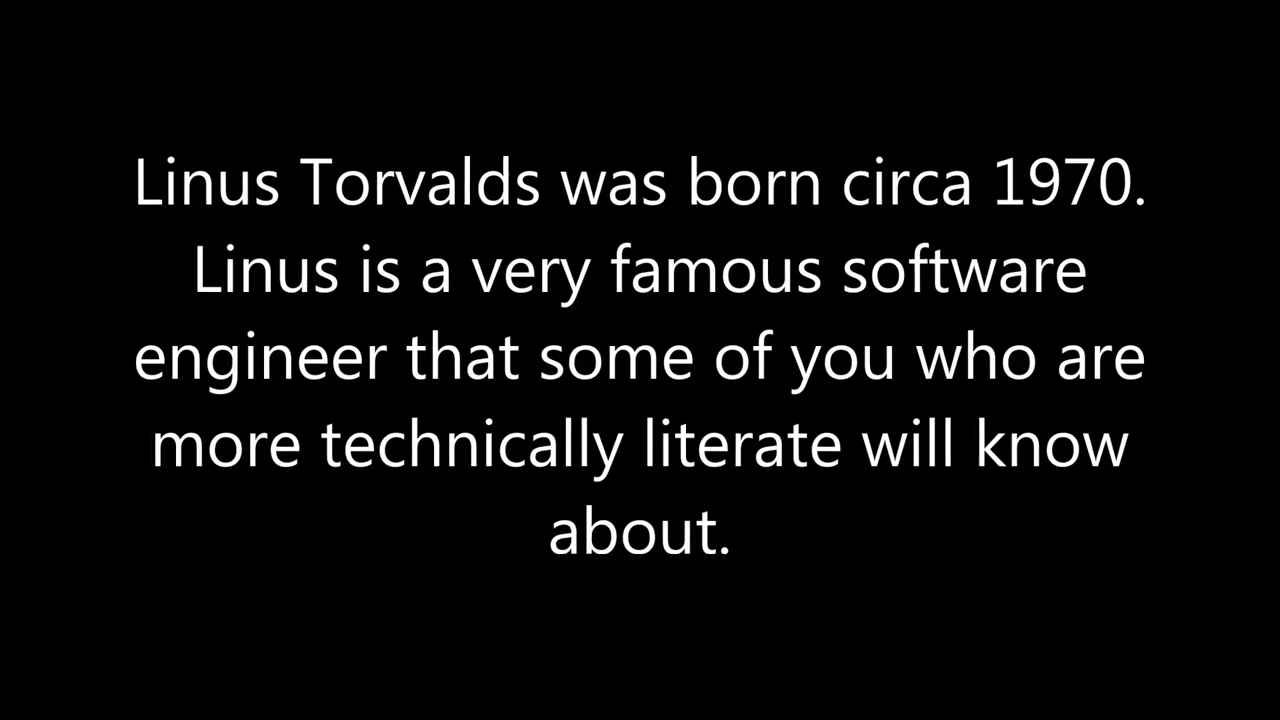 Linus Torvalds was born circa 1970.
Linus is a very famous software
engineer that some of you who are
more technically literate will know
about.